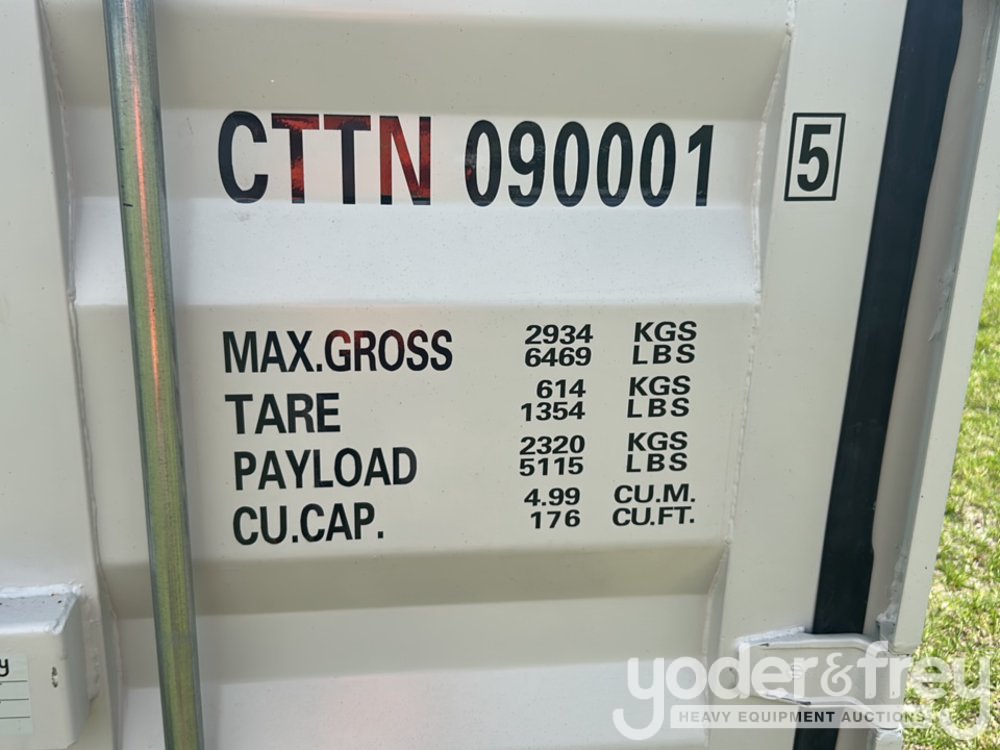 CTTN 090001 5
MAX.GROSS 2934 KGS
6469 LBS
TARE 614 KGS
1354 LBS
PAYLOAD 2320 KGS
5115 LBS
CU.CAP. 4.99 CU.M.
176 CU.FT.
yoder&frey
HEAVY EQUIPMENT AUCTIONS